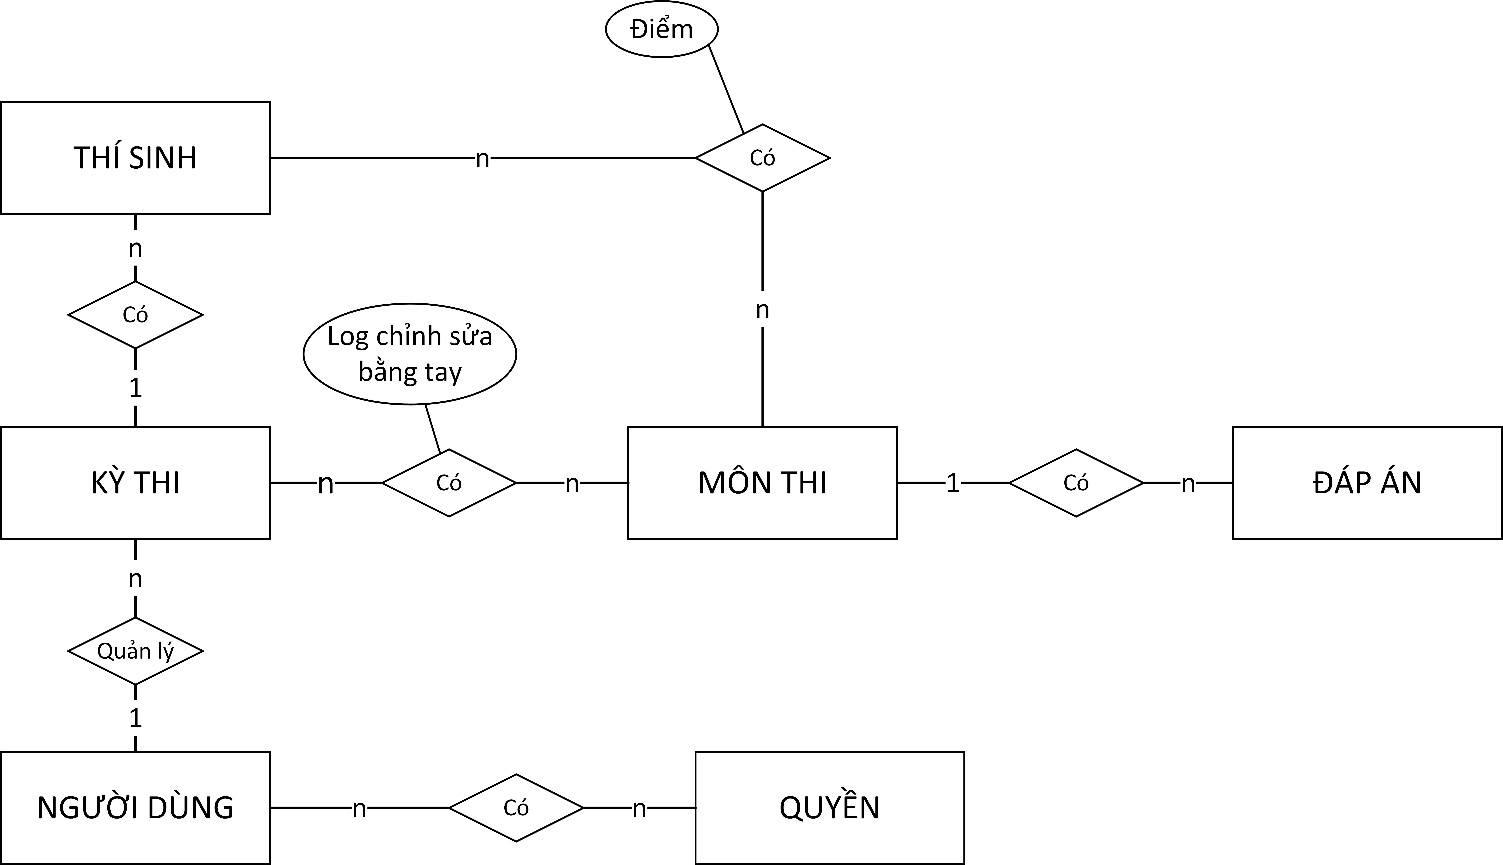 Điểm
THÍ SINH
n
Có
n
Có
n
1
Log chỉnh sửa
bằng tay
KỲ THI
n
Có
n
MÔN THI
1
Có
n
ĐÁP ÁN
n
Quản lý
1
NGƯỜI DÙNG
n
Có
n
QUYỀN